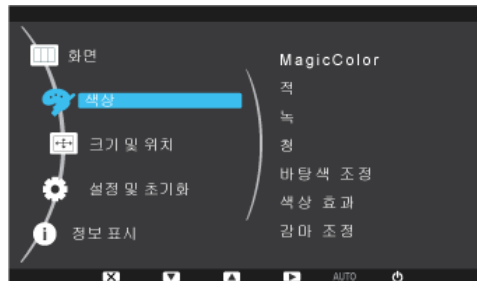 화면
색상
크기 및 위치
설정 및 초기화
정보 표시
MagicColor
적
녹
청
바탕색 조정
색상 효과
감마 조정
AUTO